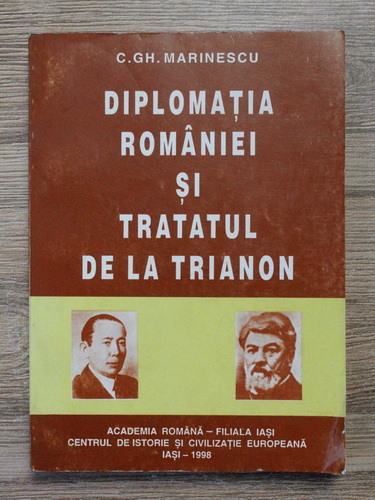 C. GH. MARINESCU
DIPLOMAȚIA
ROMÂNIEI
ȘI
TRATATUL
DE LA TRIANON
ACADEMIA ROMÂNĂ – FILIALA IAȘI
CENTRUL DE ISTORIE ȘI CIVILIZAȚIE EUROPEANĂ
IAȘI – 1998